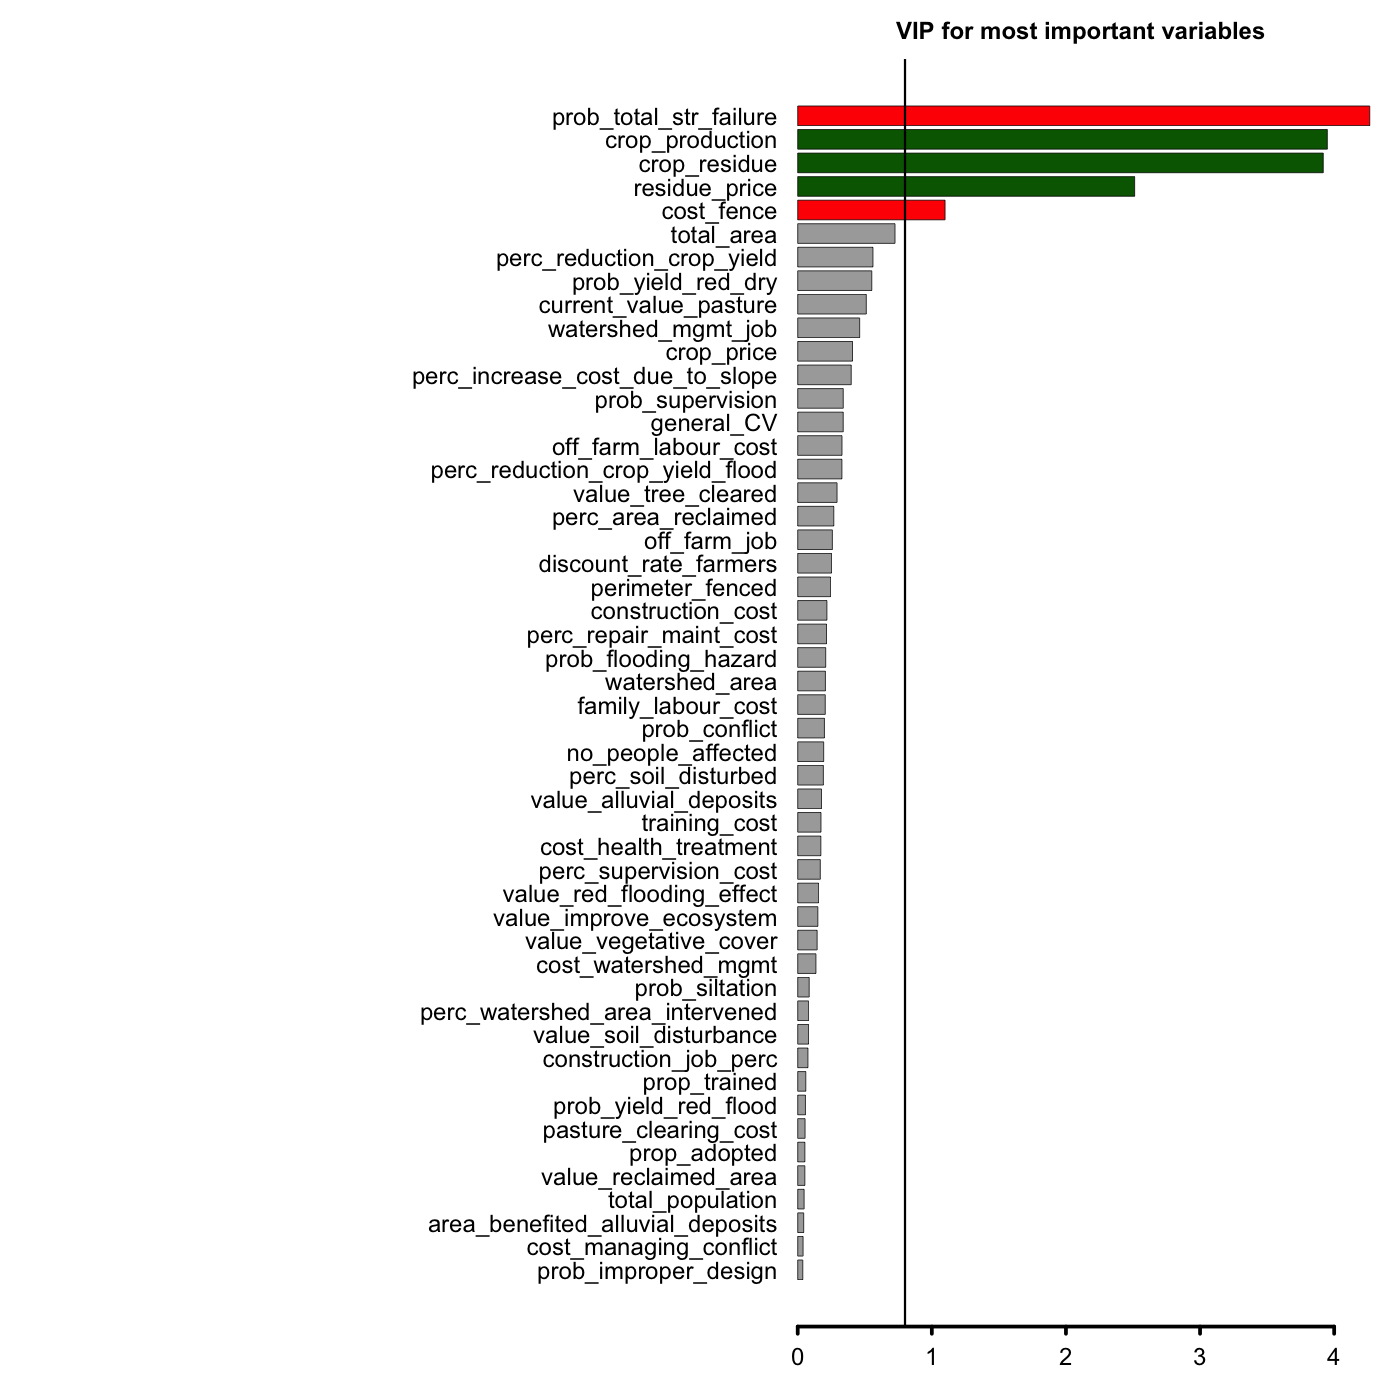 VIP for most important variables
prob_total_str_failure
crop_production
crop_residue
residue_price
cost_fence
total_area
perc_reduction_crop_yield
prob_yield_red_dry
current_value_pasture
watershed_mgmt_job
crop_price
perc_increase_cost_due_to_slope
prob_supervision
general_CV
off_farm_labour_cost
perc_reduction_crop_yield_flood
value_tree_cleared
perc_area_reclaimed
off_farm_job
discount_rate_farmers
perimeter_fenced
construction_cost
perc_repair_maint_cost
prob_flooding_hazard
watershed_area
family_labour_cost
prob_conflict
no_people_affected
perc_soil_disturbed
value_alluvial_deposits
training_cost
cost_health_treatment
perc_supervision_cost
value_red_flooding_effect
value_improve_ecosystem
value_vegetative_cover
cost_watershed_mgmt
prob_siltation
perc_watershed_area_intervened
value_soil_disturbance
construction_job_perc
prop_trained
prob_yield_red_flood
pasture_clearing_cost
prop_adopted
value_reclaimed_area
total_population
area_benefited_alluvial_deposits
cost_managing_conflict
prob_improper_design
0 1 2 3 4